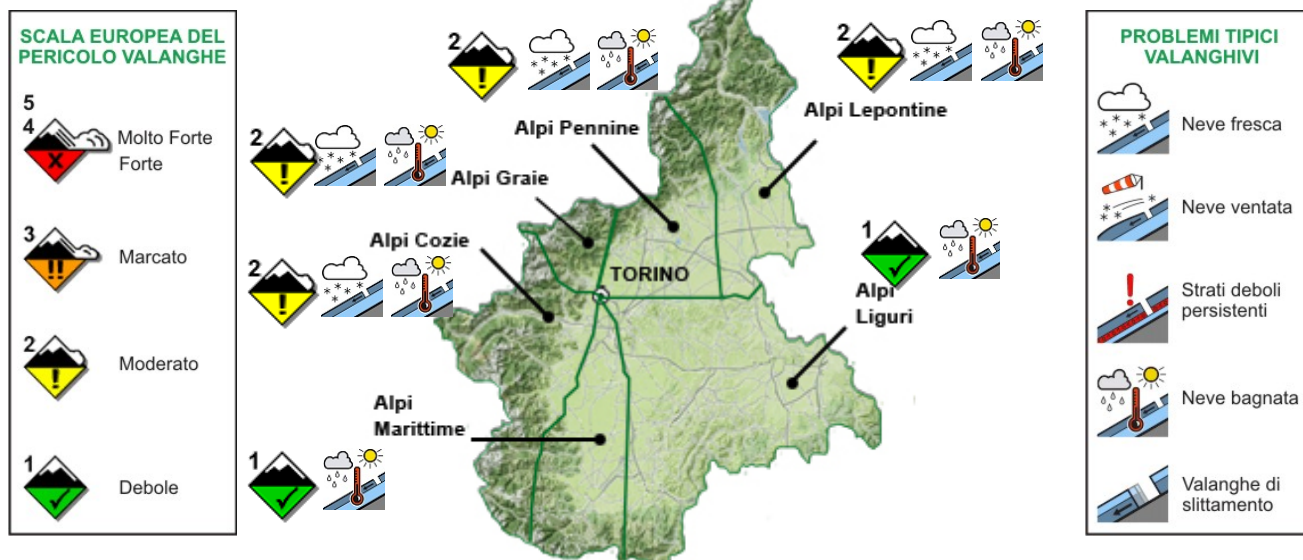 SCALA EUROPEA DEL
PERICOLO VALANGHE
5
4
Molto Forte
Forte
3
Marcato
2
Moderato
1
Debole
2
2
Alpi Pennine
Alpi Lepontine
2
Alpi Graie
Alpi Cozie
2
TORINO
1
Alpi
Liguri
Alpi
Marittime
1
PROBLEMI TIPICI
VALANGHIVI
Neve fresca
Neve ventata
Strati deboli
persistenti
Neve bagnata
Valanghe di
slittamento